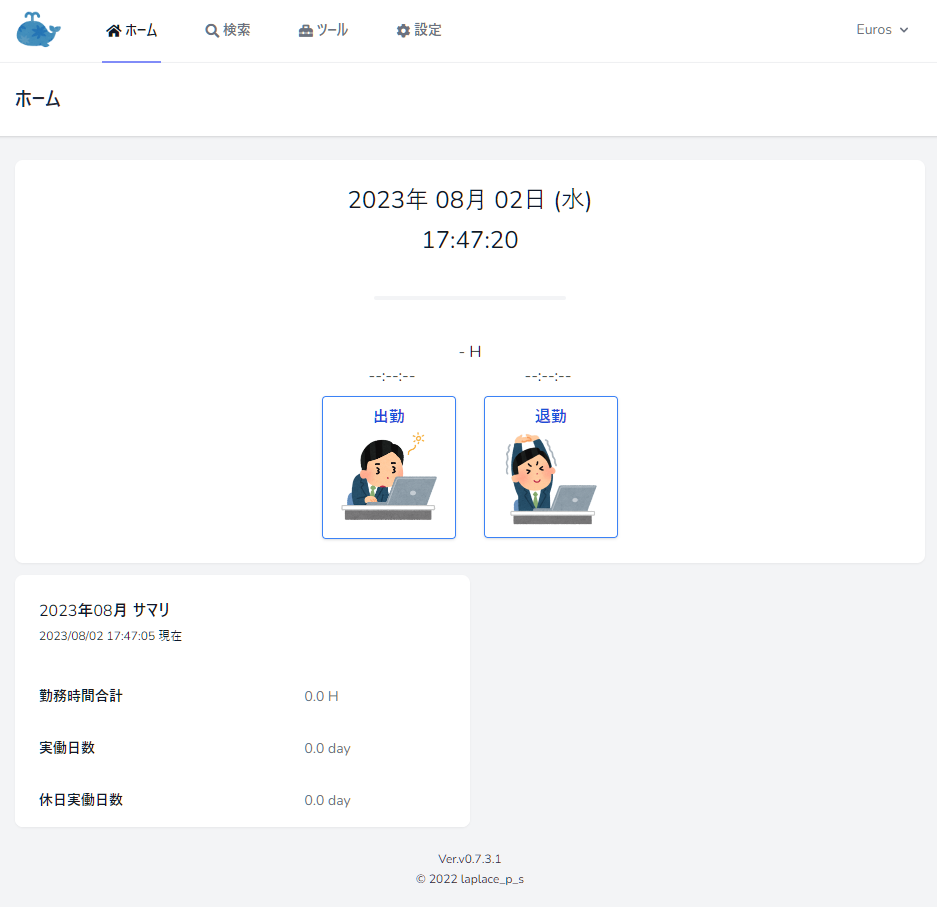 ホーム 検索 ツール 設定 Euros
ホーム
2023年 08月 02日 (水)
17:47:20
- H
--:--:-- --:--:--
出勤 退勤
2023年08月 サマリ
2023/08/02 17:47:05 現在
勤務時間合計 0.0 H
実働日数 0.0 day
休日実働日数 0.0 day
Ver.v0.7.3.1
© 2022 laplace_p_s